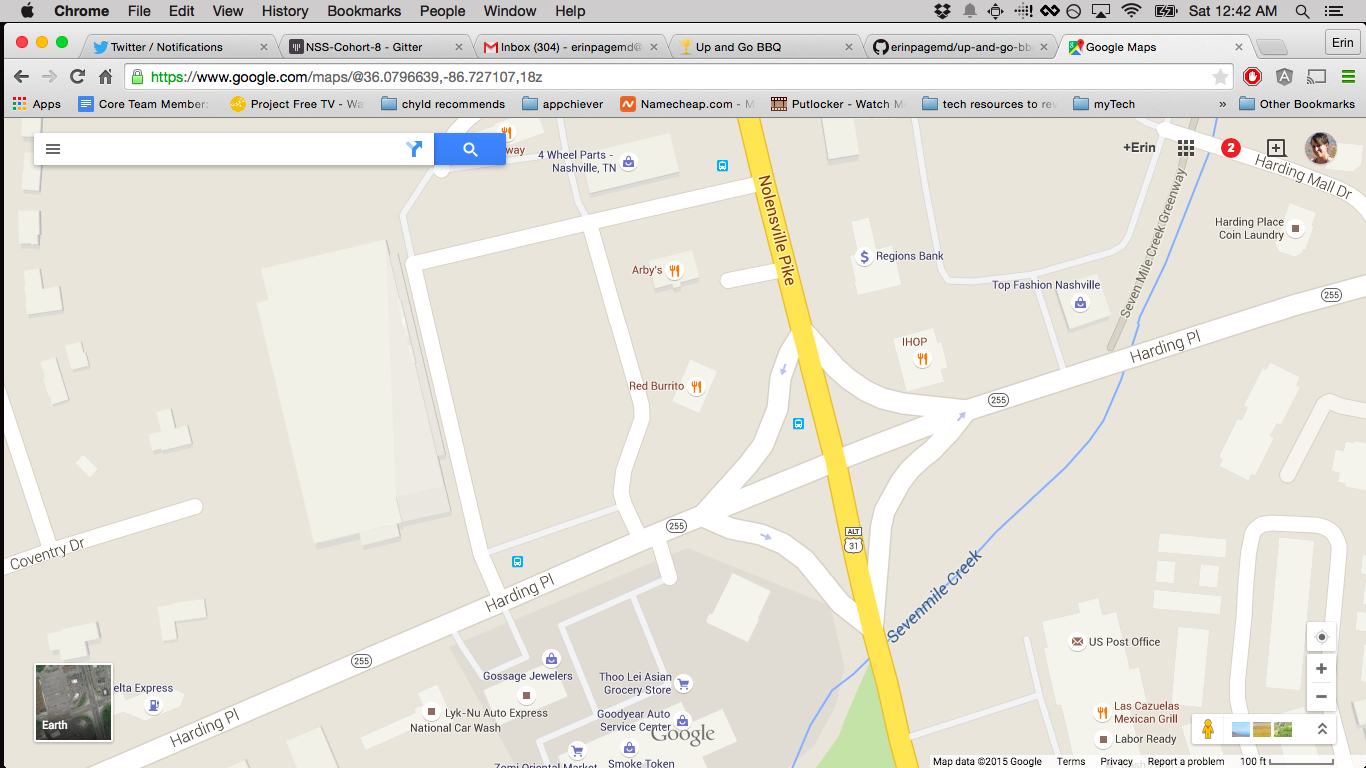 Chrome File Edit View History Bookmarks People Window Help
Sat 12:42 AM
Twitter / Notifications
NSS-Cohort-8 - Gitter
Inbox (304) - erinpagemd@
Up and Go BBQ
erinpagemd/up-and-go-bb
Google Maps
Erin
https://www.google.com/maps/@36.0796639,-86.727107,18z
Apps
Core Team Member
Project Free TV - Wa
chyld recommends
appchiever
Namecheap.com - M
Putlocker - Watch M
tech resources to re
myTech
»
Other Bookmarks
way
4 Wheel Parts -
Nashville, TN
+Erin
2
Harding Mall Dr
Nolensville Pike
Seven Mile Creek Greenway
Harding Place
Coin Laundry
Arby's
$
Regions Bank
Top Fashion Nashville
255
Harding Pl
IHOP
Red Burrito
255
255
ALT
31
Coventry Dr
Harding Pl
Sevenmile Creek
US Post Office
255
Gossage Jewelers
Thoo Lei Asian
Grocery Store
elta Express
Earth
Harding Pl
Lyk-Nu Auto Express
National Car Wash
Goodyear Auto
Service Center
Google
Las Cazuelas
Mexican Grill
Labor Ready
Zomi Oriental Market
Smoke Token
Map data ©2015 Google Terms Privacy Report a problem 100 ft